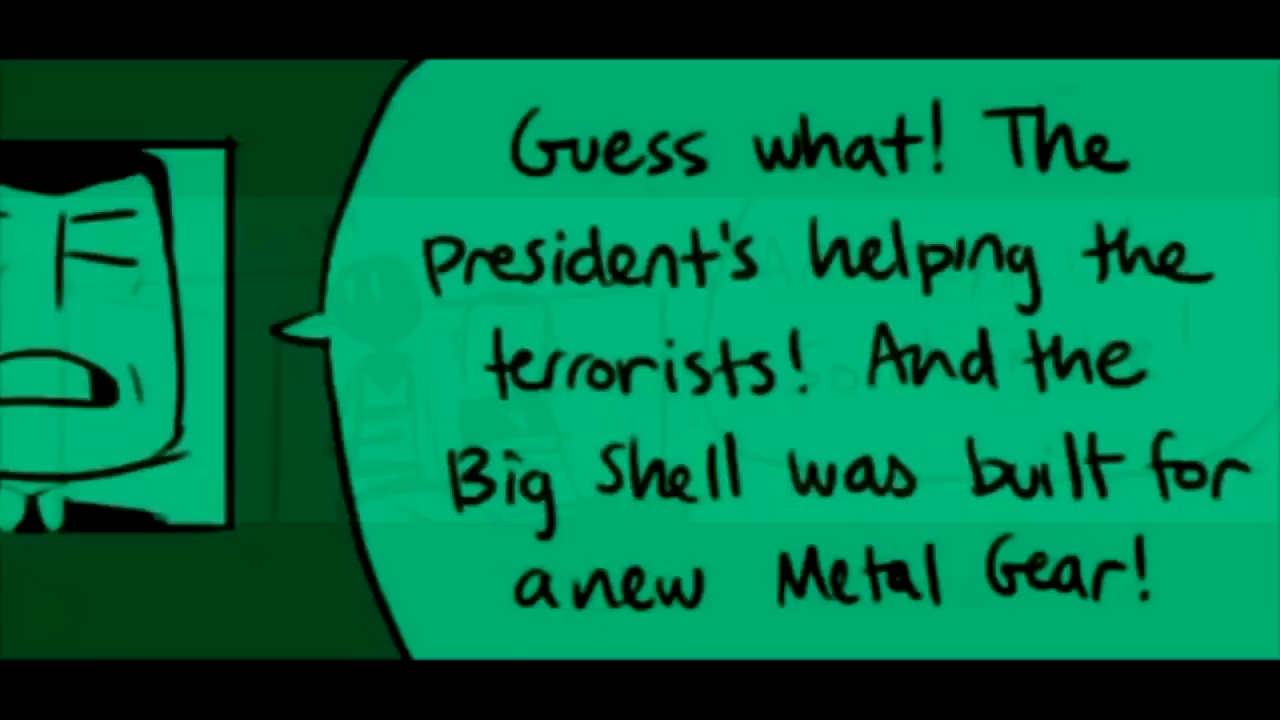 Guess what! The
President's helping the
terrorists! And the
Big Shell was built for
a new Metal Gear!